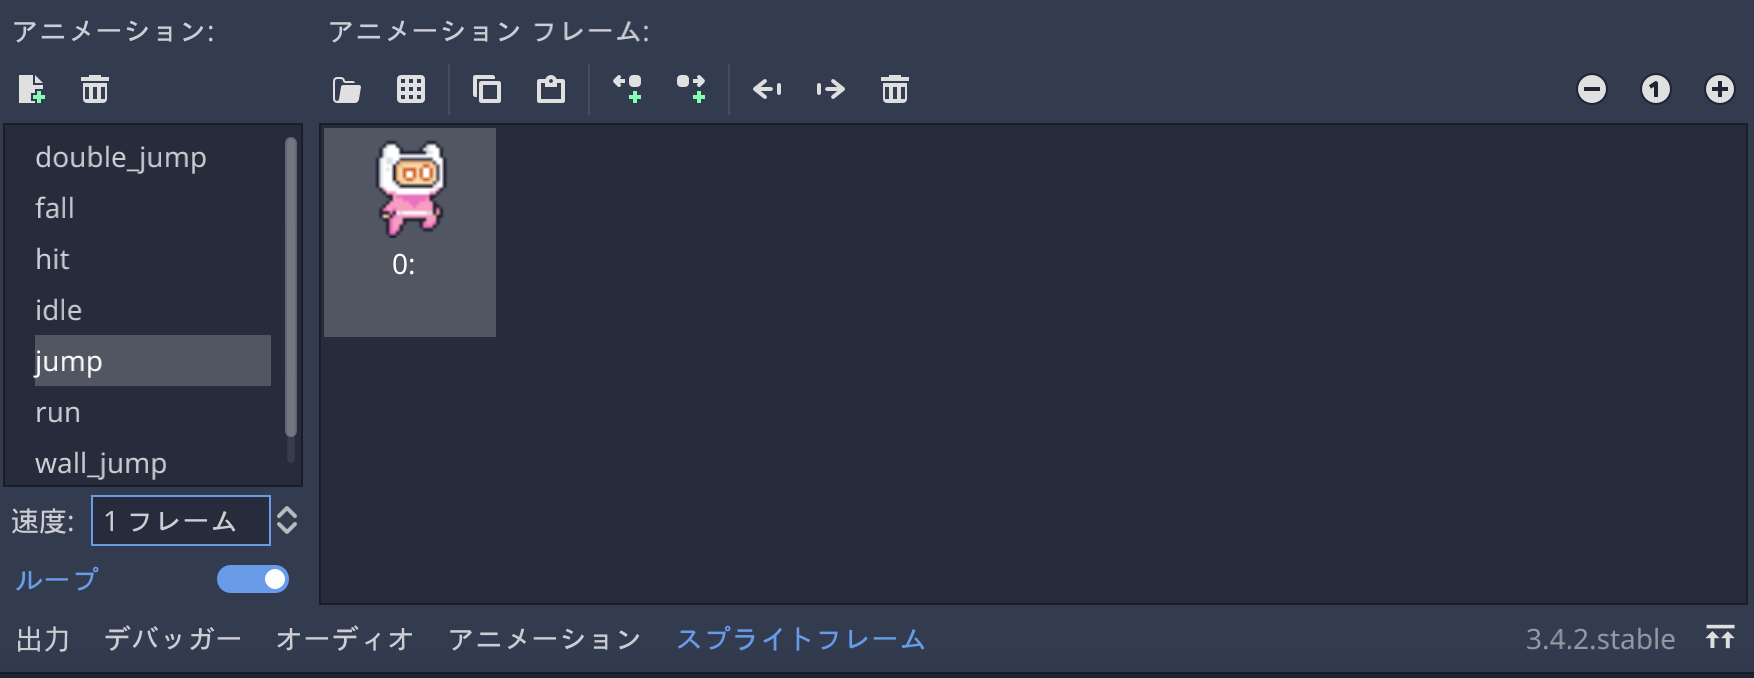 アニメーション:
アニメーション フレーム:
1
double_jump
fall
hit
idle
jump
run
wall_jump
0:
速度: 1 フレーム
ループ
出力 デバッガー オーディオ アニメーション スプライトフレーム 3.4.2.stable